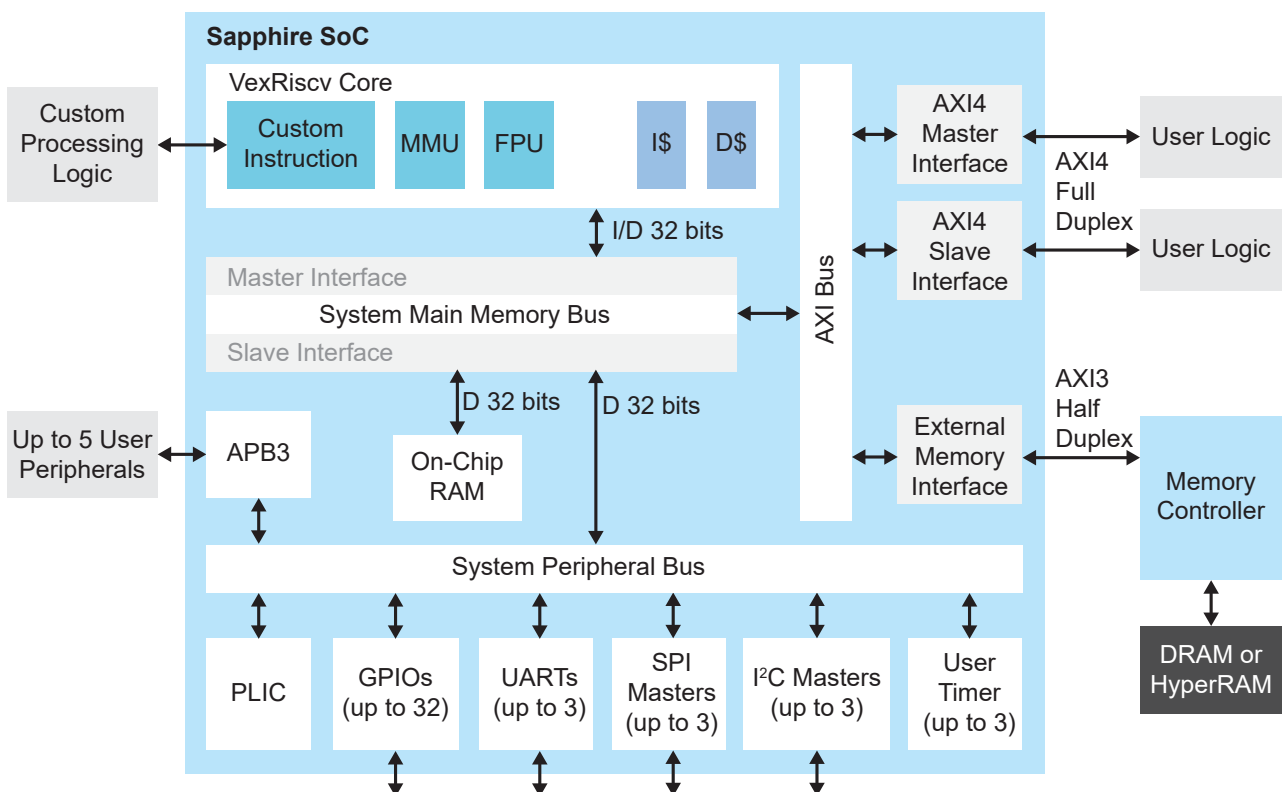 Sapphire SoC
VexRiscv Core
Custom
Processing
Logic
Custom
Instruction
MMU
FPU
I$
D$
I/D 32 bits
Master Interface
System Main Memory Bus
Slave Interface
AXI Bus
AXI4
Master
Interface
AXI4
Slave
Interface
AXI4
Full
Duplex
User Logic
User Logic
D 32 bits
D 32 bits
Up to 5 User
Peripherals
APB3
On-Chip
RAM
External
Memory
Interface
AXI3
Half
Duplex
Memory
Controller
DRAM or
HyperRAM
System Peripheral Bus
PLIC
GPIOs
(up to 32)
UARTs
(up to 3)
SPI
Masters
(up to 3)
I²C Masters
(up to 3)
User
Timer
(up to 3)